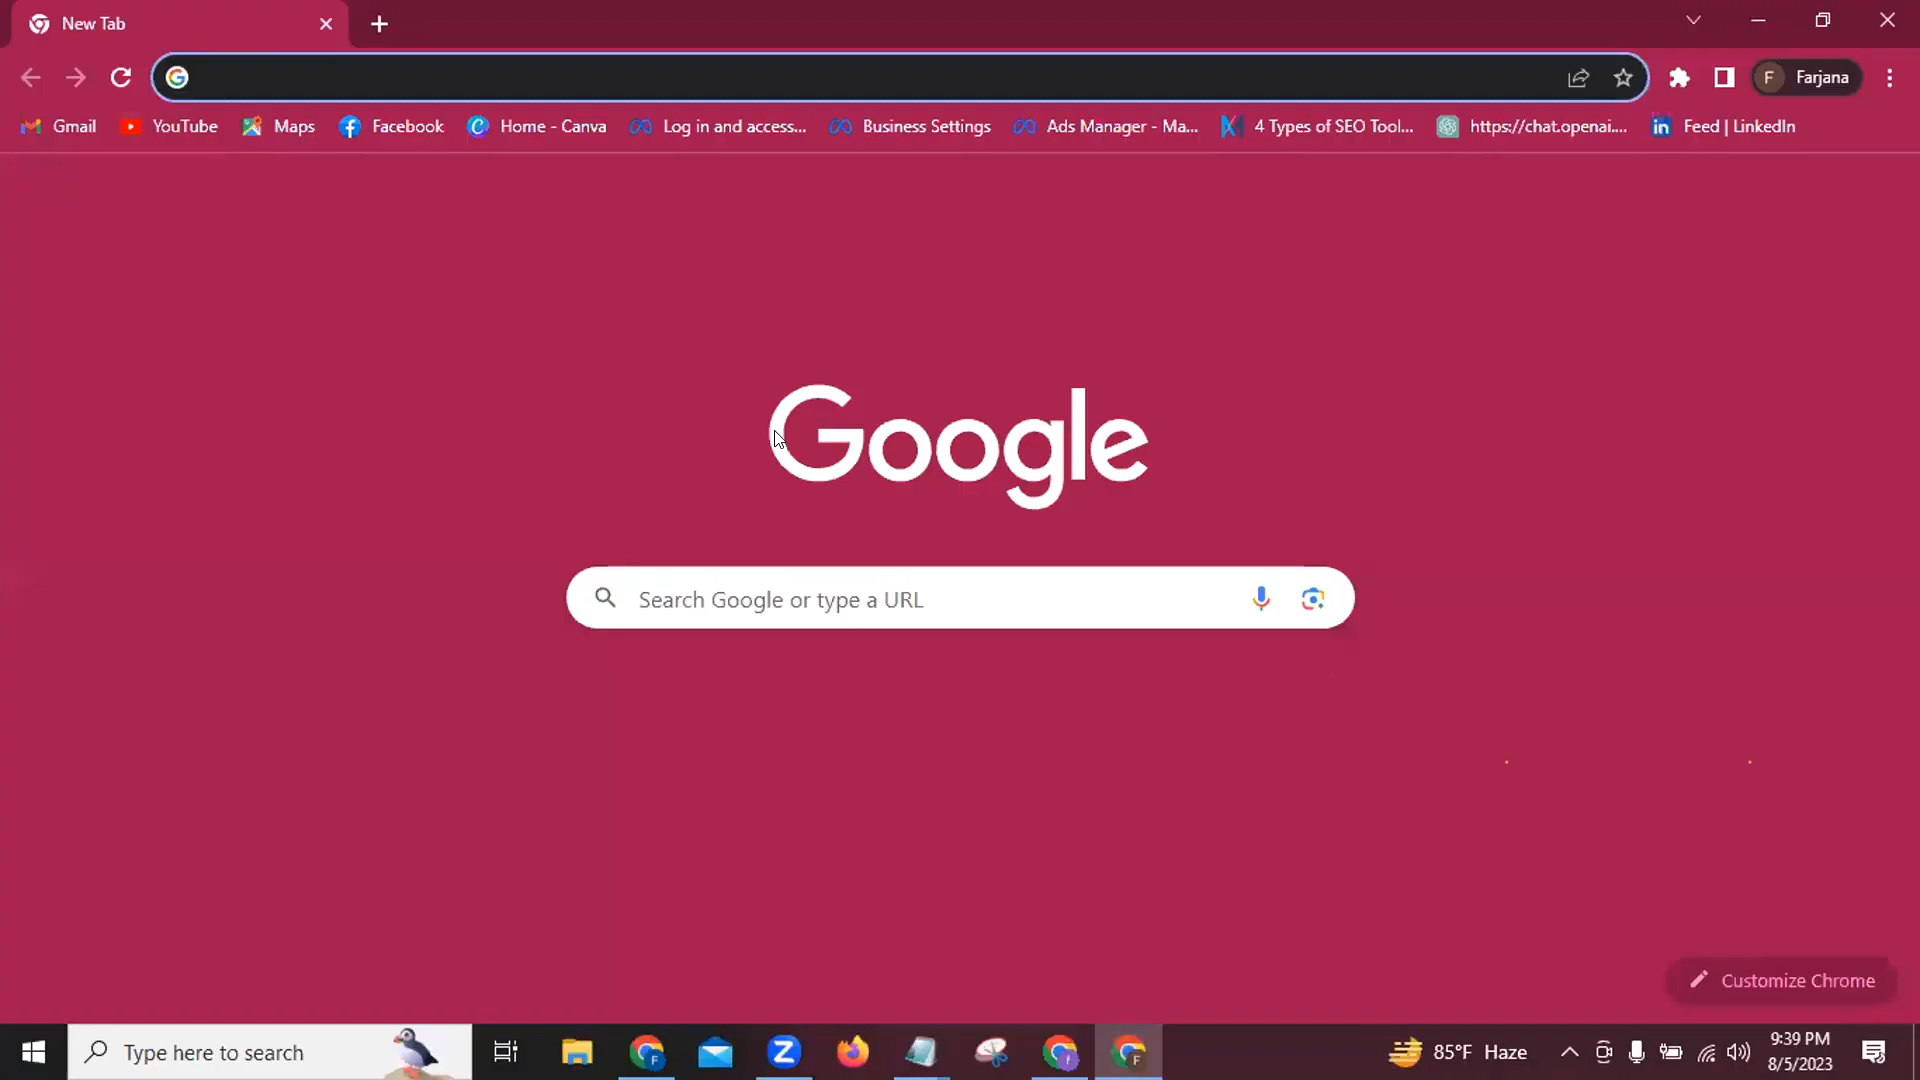 New Tab
F Farjana
Gmail YouTube Maps Facebook Home - Canva Log in and access... Business Settings Ads Manager - Ma... 4 Types of SEO Tool... https://chat.openai.... Feed | LinkedIn
Google
Search Google or type a URL
Customize Chrome
Type here to search
85°F Haze
9:39 PM
8/5/2023